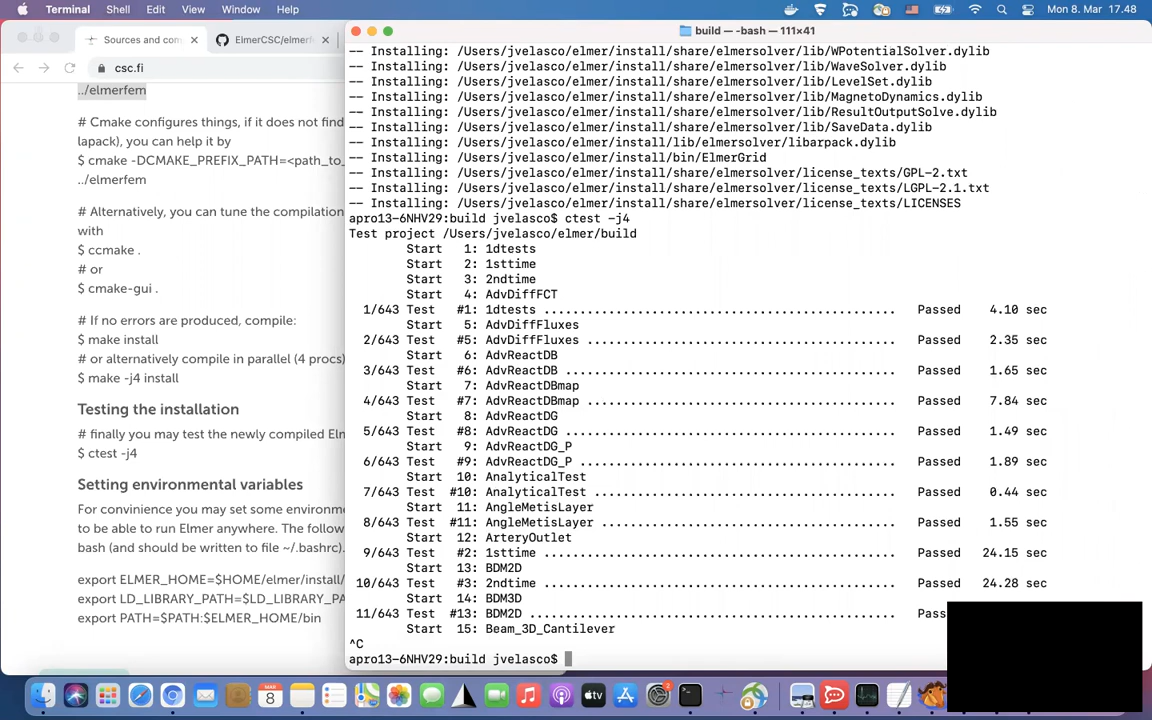 Terminal Shell Edit View Window Help Mon 8. Mar 17.48
Sources and com
ElmerCSC/elmerf
csc.fi
../elmerfem
# Cmake configures things, if it does not find
lapack), you can help it by
$ cmake -DCMAKE_PREFIX_PATH=<path_to_
../elmerfem
# Alternatively, you can tune the compilation
with
$ ccmake .
# or
$ cmake-gui .
# If no errors are produced, compile:
$ make install
# or alternatively compile in parallel (4 procs)
$ make -j4 install
Testing the installation
# finally you may test the newly compiled Elm
$ ctest -j4
Setting environmental variables
For convinience you may set some environme
to be able to run Elmer anywhere. The follow
bash (and should be written to file ~/.bashrc).
export ELMER_HOME=$HOME/elmer/install/
export LD_LIBRARY_PATH=$LD_LIBRARY_PA
export PATH=$PATH:$ELMER_HOME/bin
build — -bash — 111×41
-- Installing: /Users/jvelasco/elmer/install/share/elmersolver/lib/WPotentialSolver.dylib
-- Installing: /Users/jvelasco/elmer/install/share/elmersolver/lib/WaveSolver.dylib
-- Installing: /Users/jvelasco/elmer/install/share/elmersolver/lib/LevelSet.dylib
-- Installing: /Users/jvelasco/elmer/install/share/elmersolver/lib/MagnetoDynamics.dylib
-- Installing: /Users/jvelasco/elmer/install/share/elmersolver/lib/ResultOutputSolve.dylib
-- Installing: /Users/jvelasco/elmer/install/share/elmersolver/lib/SaveData.dylib
-- Installing: /Users/jvelasco/elmer/install/lib/elmersolver/libarpack.dylib
-- Installing: /Users/jvelasco/elmer/install/bin/ElmerGrid
-- Installing: /Users/jvelasco/elmer/install/share/elmersolver/license_texts/GPL-2.txt
-- Installing: /Users/jvelasco/elmer/install/share/elmersolver/license_texts/LGPL-2.1.txt
-- Installing: /Users/jvelasco/elmer/install/share/elmersolver/license_texts/LICENSES
apro13-6NHV29:build jvelasco$ ctest -j4
Test project /Users/jvelasco/elmer/build
Start 1: 1dtests
Start 2: 1sttime
Start 3: 2ndtime
Start 4: AdvDiffFCT
1/643 Test #1: 1dtests ............................................. Passed 4.10 sec
Start 5: AdvDiffFluxes
2/643 Test #5: AdvDiffFluxes ....................................... Passed 2.35 sec
Start 6: AdvReactDB
3/643 Test #6: AdvReactDB .......................................... Passed 1.65 sec
Start 7: AdvReactDBmap
4/643 Test #7: AdvReactDBmap ....................................... Passed 7.84 sec
Start 8: AdvReactDG
5/643 Test #8: AdvReactDG .......................................... Passed 1.49 sec
Start 9: AdvReactDG_P
6/643 Test #9: AdvReactDG_P ........................................ Passed 1.89 sec
Start 10: AnalyticalTest
7/643 Test #10: AnalyticalTest ...................................... Passed 0.44 sec
Start 11: AngleMetisLayer
8/643 Test #11: AngleMetisLayer ..................................... Passed 1.55 sec
Start 12: ArteryOutlet
9/643 Test #2: 1sttime ............................................. Passed 24.15 sec
Start 13: BDM2D
10/643 Test #3: 2ndtime ............................................. Passed 24.28 sec
Start 14: BDM3D
11/643 Test #13: BDM2D ............................................... Pas
Start 15: Beam_3D_Cantilever
^C
apro13-6NHV29:build jvelasco$